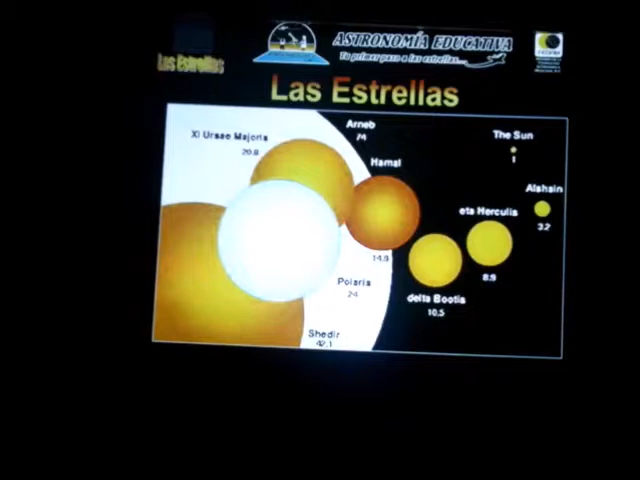 Las Estrellas
ASTRONOMÍA EDUCATIVA
Tu primer paso a las estrellas...
Las Estrellas
Arneb
74
The Sun
1
Xi Ursae Majoris
20.8
Hamal
14.9
Alshain
3.2
eta Herculis
8.9
Polaris
24
delta Bootis
10.5
Shedir
42.1